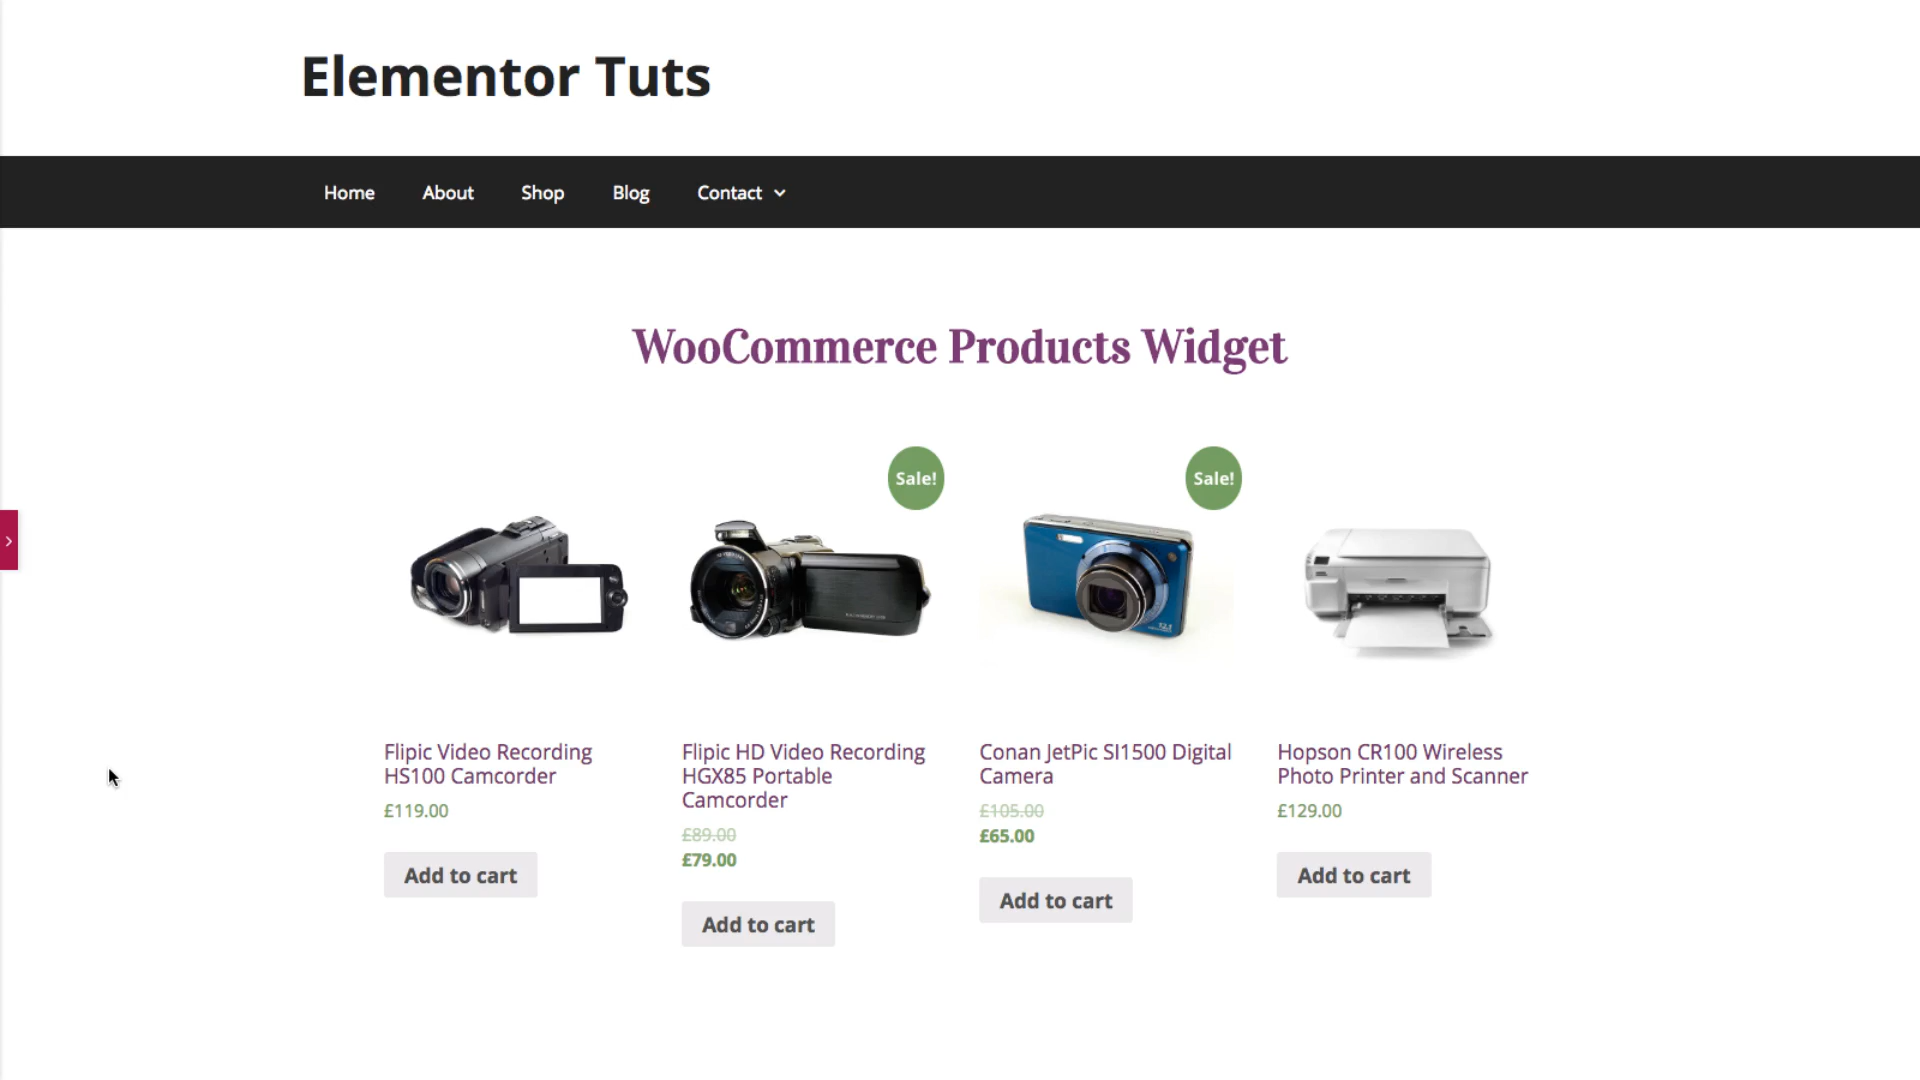 Elementor Tuts
Home About Shop Blog Contact
WooCommerce Products Widget
Sale!
Sale!
Flipic Video Recording
HS100 Camcorder
£119.00
Add to cart
Flipic HD Video Recording
HGX85 Portable
Camcorder
£89.00
£79.00
Add to cart
Conan JetPic SI1500 Digital
Camera
£105.00
£65.00
Add to cart
Hopson CR100 Wireless
Photo Printer and Scanner
£129.00
Add to cart